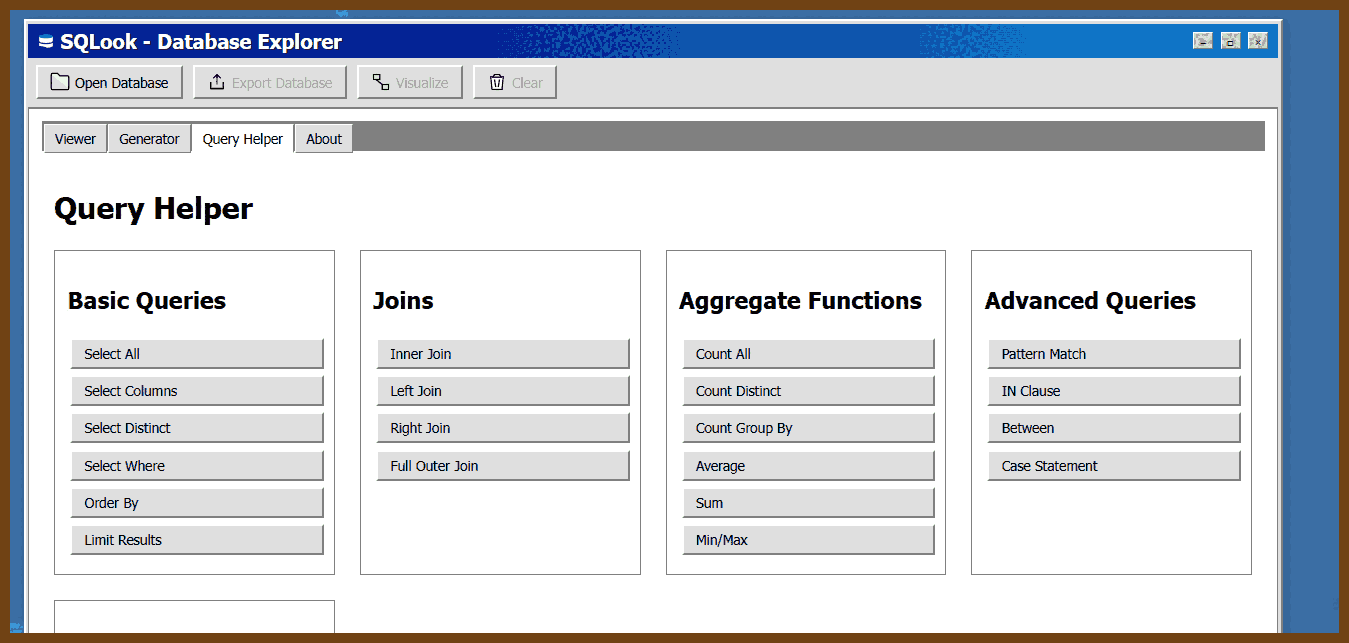 SQLook - Database Explorer
Open Database Export Database Visualize Clear
Viewer Generator Query Helper About
Query Helper
Basic Queries
Select All
Select Columns
Select Distinct
Select Where
Order By
Limit Results
Joins
Inner Join
Left Join
Right Join
Full Outer Join
Aggregate Functions
Count All
Count Distinct
Count Group By
Average
Sum
Min/Max
Advanced Queries
Pattern Match
IN Clause
Between
Case Statement